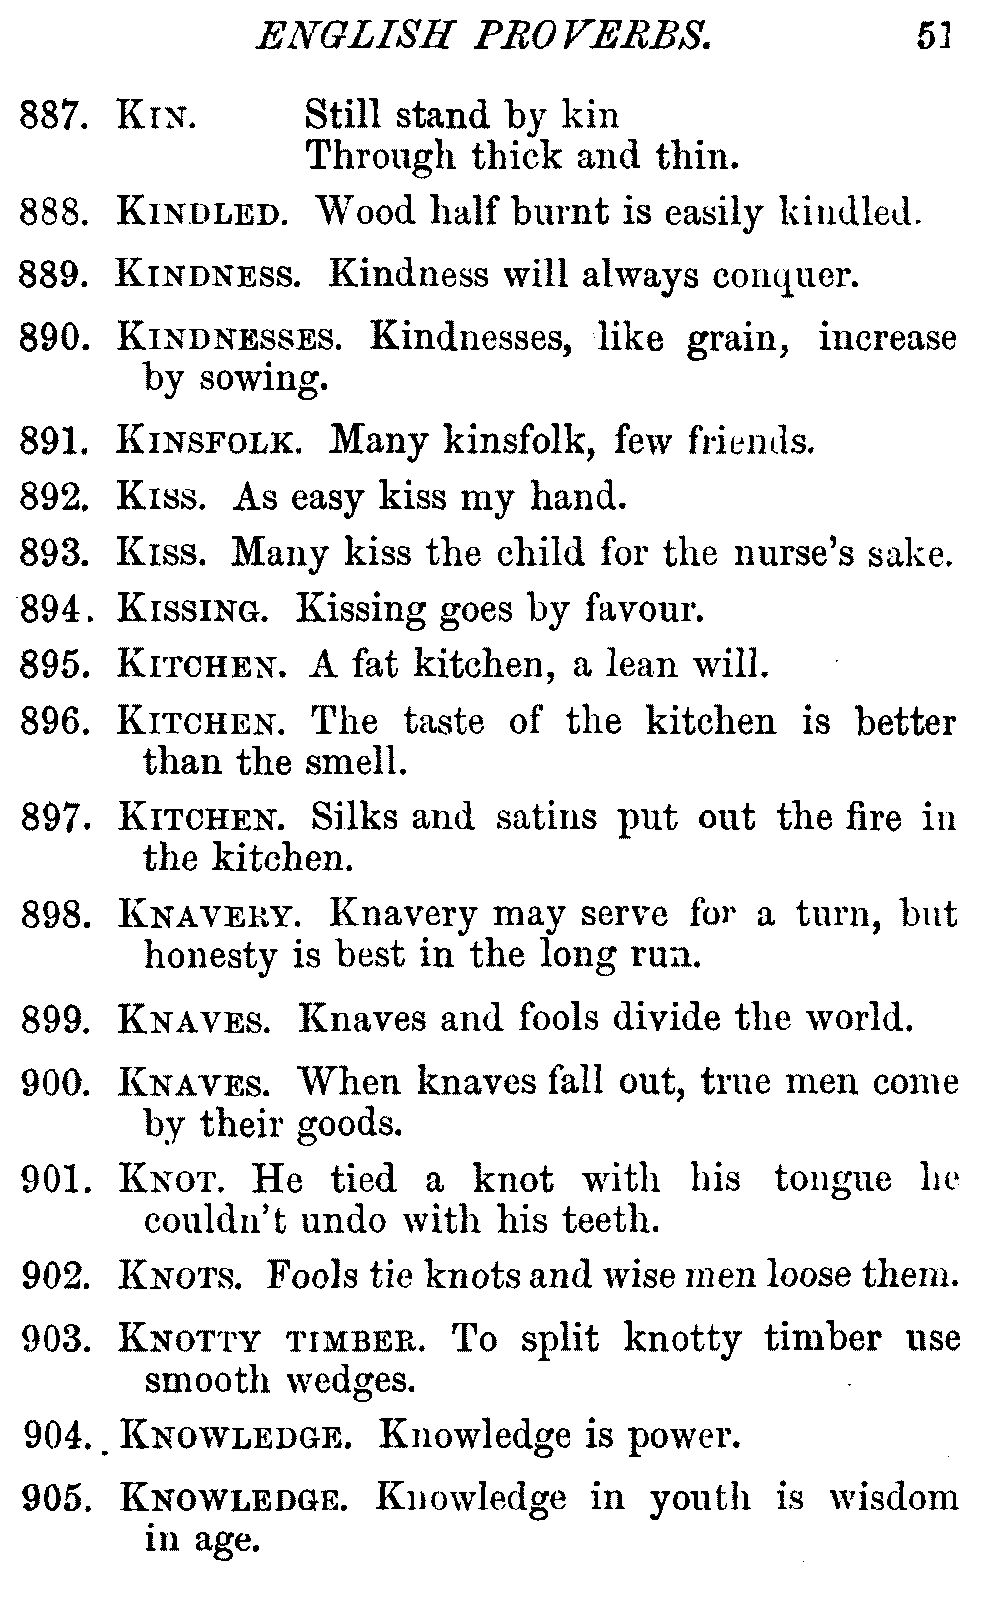 ENGLISH PROVERBS. 51
887. KIN. Still stand by kin
Through thick and thin.
888. KINDLED. Wood half burnt is easily kindled.
889. KINDNESS. Kindness will always conquer.
890. KINDNESSES. Kindnesses, like grain, increase
by sowing.
891. KINSFOLK. Many kinsfolk, few friends.
892. KISS. As easy kiss my hand.
893. KISS. Many kiss the child for the nurse's sake.
894. KISSING. Kissing goes by favour.
895. KITCHEN. A fat kitchen, a lean will.
896. KITCHEN. The taste of the kitchen is better
than the smell.
897. KITCHEN. Silks and satins put out the fire in
the kitchen.
898. KNAVERY. Knavery may serve for a turn, but
honesty is best in the long run.
899. KNAVES. Knaves and fools divide the world.
900. KNAVES. When knaves fall out, true men come
by their goods.
901. KNOT. He tied a knot with his tongue he
couldn't undo with his teeth.
902. KNOTS. Fools tie knots and wise men loose them.
903. KNOTTY TIMBER. To split knotty timber use
smooth wedges.
904. KNOWLEDGE. Knowledge is power.
905. KNOWLEDGE. Knowledge in youth is wisdom
in age.